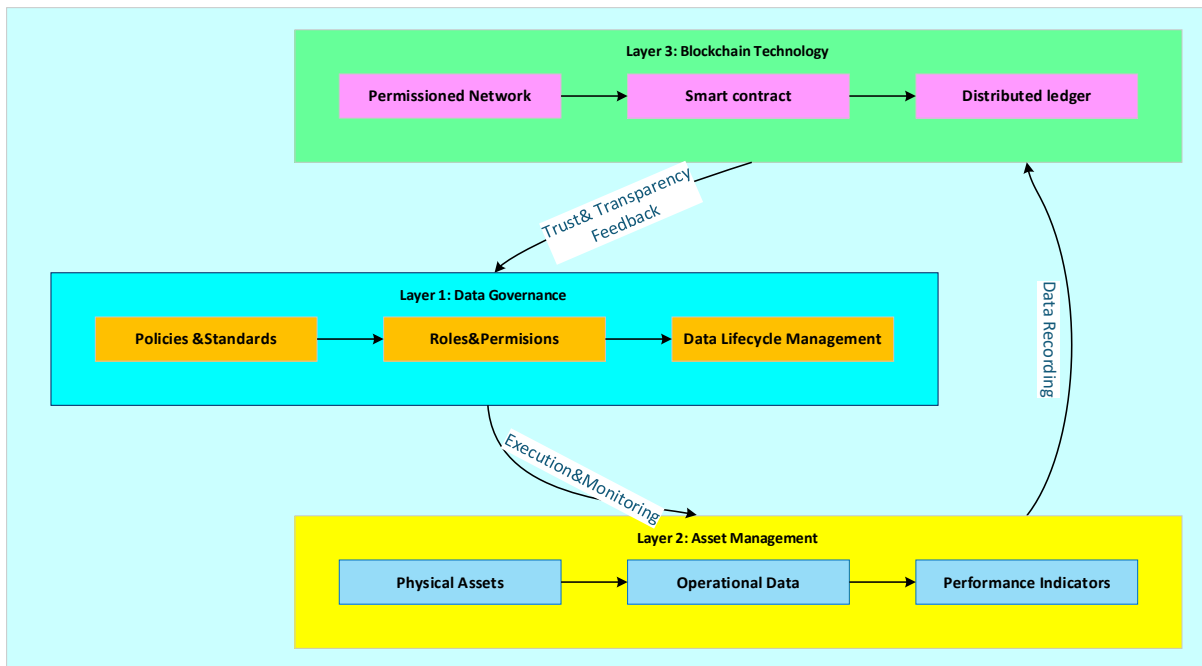 Layer 3: Blockchain Technology
Permissioned Network
Smart contract
Distributed ledger
Trust& Transparency
Feedback
Layer 1: Data Governance
Policies &Standards
Roles&Permisions
Data Lifecycle Management
Data Recording
Execution&Monitoring
Layer 2: Asset Management
Physical Assets
Operational Data
Performance Indicators